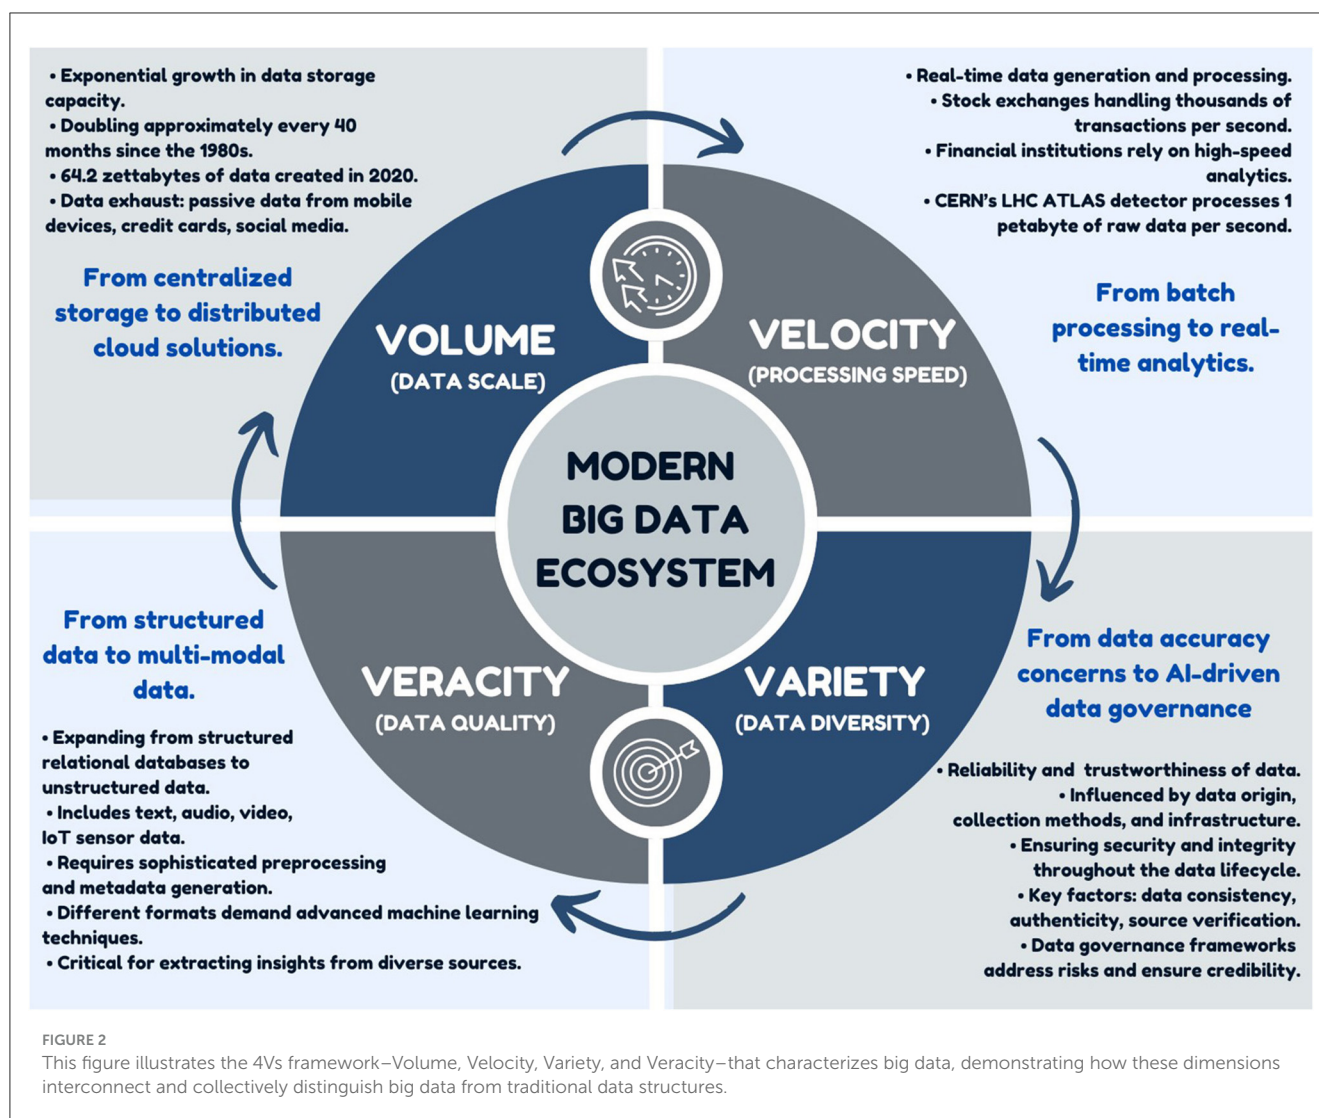 • Exponential growth in data storage
capacity.
• Doubling approximately every 40
months since the 1980s.
• 64.2 zettabytes of data created in 2020.
• Data exhaust: passive data from mobile
devices, credit cards, social media.
From centralized
storage to distributed
cloud solutions.
• Real-time data generation and processing.
• Stock exchanges handling thousands of
transactions per second.
• Financial institutions rely on high-speed
analytics.
• CERN's LHC ATLAS detector processes 1
petabyte of raw data per second.
From batch
processing to real-
time analytics.
VOLUME
(DATA SCALE)
VELOCITY
(PROCESSING SPEED)
MODERN
BIG DATA
ECOSYSTEM
VERACITY
(DATA QUALITY)
VARIETY
(DATA DIVERSITY)
From structured
data to multi-modal
data.
• Expanding from structured
relational databases to
unstructured data.
• Includes text, audio, video,
IoT sensor data.
• Requires sophisticated preprocessing
and metadata generation.
• Different formats demand advanced machine learning
techniques.
• Critical for extracting insights from diverse sources.
From data accuracy
concerns to AI-driven
data governance
• Reliability and trustworthiness of data.
• Influenced by data origin,
collection methods, and infrastructure.
• Ensuring security and integrity
throughout the data lifecycle.
• Key factors: data consistency,
authenticity, source verification.
• Data governance frameworks
address risks and ensure credibility.
FIGURE 2
This figure illustrates the 4Vs framework–Volume, Velocity, Variety, and Veracity–that characterizes big data, demonstrating how these dimensions
interconnect and collectively distinguish big data from traditional data structures.